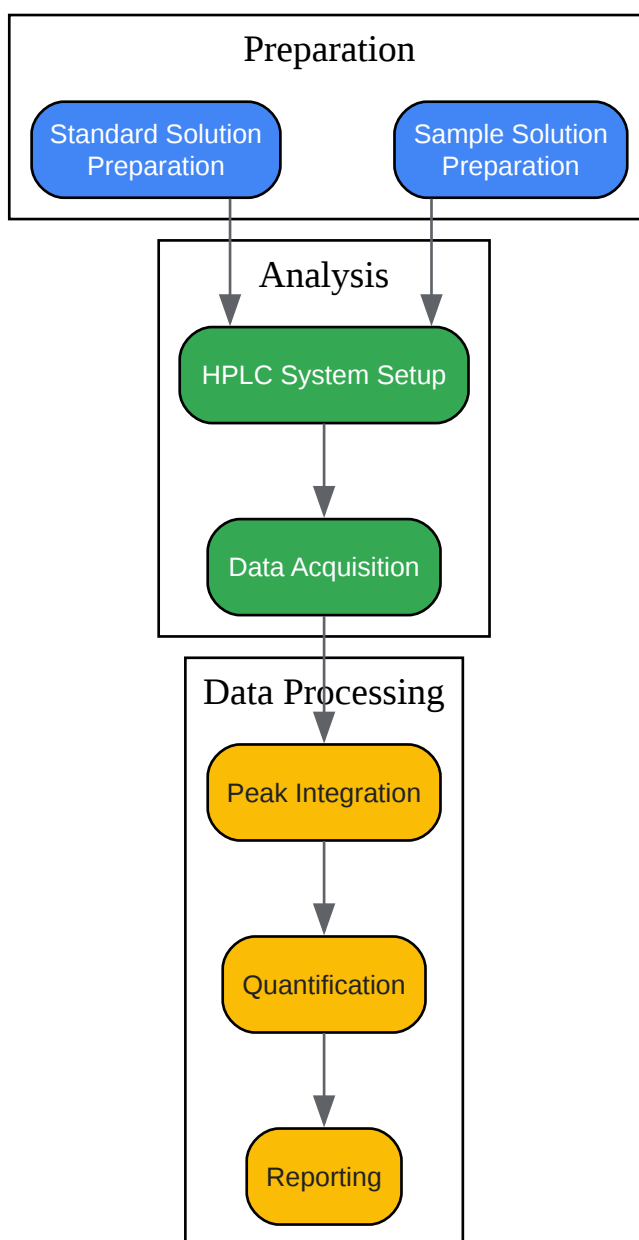 Preparation
Standard Solution
Preparation
Sample Solution
Preparation
Analysis
HPLC System Setup
Data Acquisition
Data Processing
Peak Integration
Quantification
Reporting